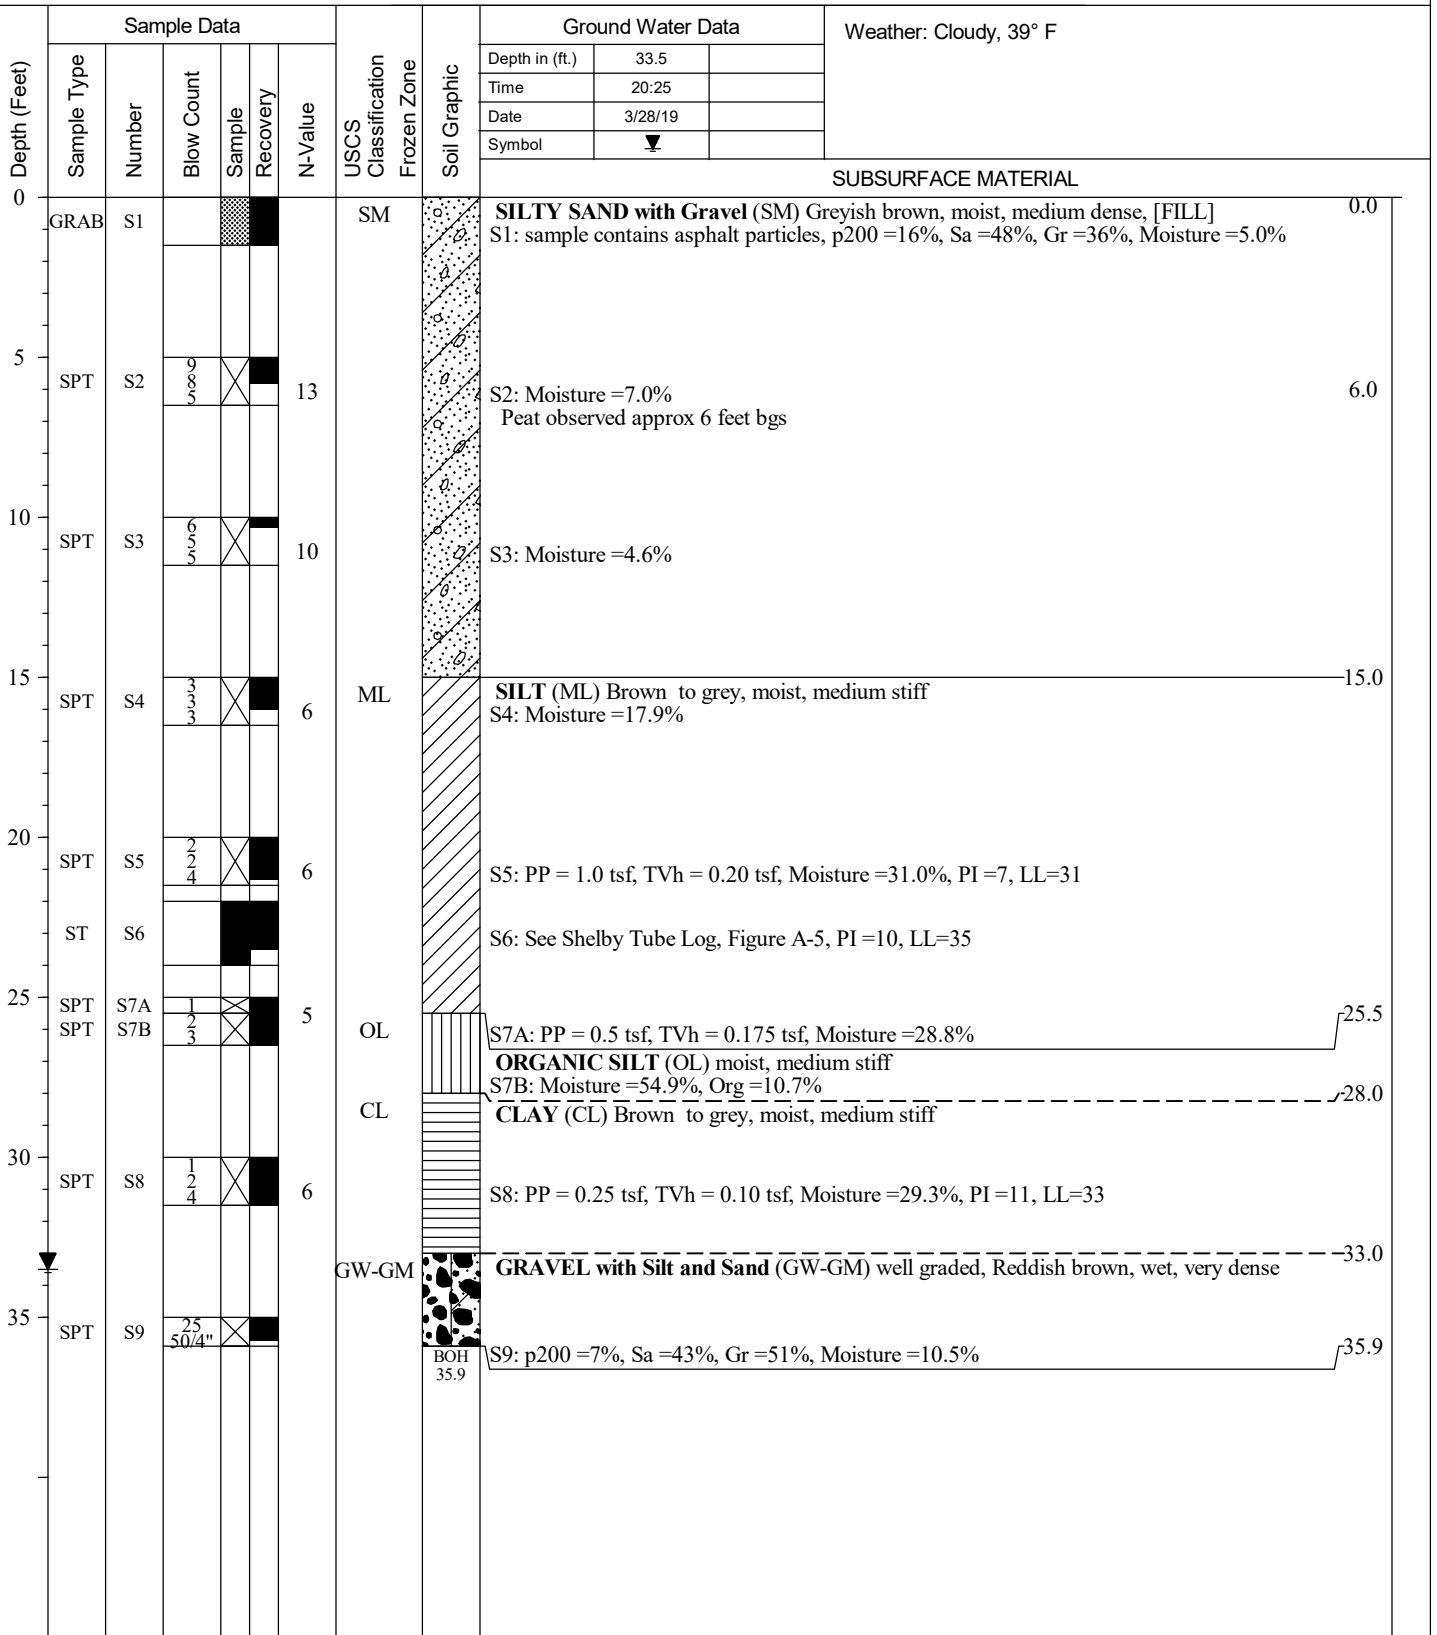 Sample Data
Ground Water Data
Weather: Cloudy, 39° F
Depth (Feet)
Sample Type
Number
Blow Count
Sample
Recovery
N-Value
USCS
Classification
Frozen Zone
Soil Graphic
Depth in (ft.) 33.5
Time 20:25
Date 3/28/19
Symbol
SUBSURFACE MATERIAL
0
GRAB S1 SM
SILTY SAND with Gravel (SM) Greyish brown, moist, medium dense, [FILL] 0.0
S1: sample contains asphalt particles, p200 =16%, Sa =48%, Gr =36%, Moisture =5.0%
5
9
8
5
SPT S2 13
S2: Moisture =7.0% 6.0
Peat observed approx 6 feet bgs
10
6
5
5
SPT S3 10
S3: Moisture =4.6%
15 15.0
3
3
3
SPT S4 6 ML
SILT (ML) Brown to grey, moist, medium stiff
S4: Moisture =17.9%
20
2
2
4
SPT S5 6
S5: PP = 1.0 tsf, TVh = 0.20 tsf, Moisture =31.0%, PI =7, LL=31
ST S6
S6: See Shelby Tube Log, Figure A-5, PI =10, LL=35
25
SPT S7A 1 5
25.5
SPT S7B 2
3
OL
S7A: PP = 0.5 tsf, TVh = 0.175 tsf, Moisture =28.8%
ORGANIC SILT (OL) moist, medium stiff
S7B: Moisture =54.9%, Org =10.7%
28.0
CL
CLAY (CL) Brown to grey, moist, medium stiff
30
1
2
4
SPT S8 6
S8: PP = 0.25 tsf, TVh = 0.10 tsf, Moisture =29.3%, PI =11, LL=33
33.0
GW-GM
GRAVEL with Silt and Sand (GW-GM) well graded, Reddish brown, wet, very dense
35
25
50/4"
SPT S9
S9: p200 =7%, Sa =43%, Gr =51%, Moisture =10.5% 35.9
BOH
35.9